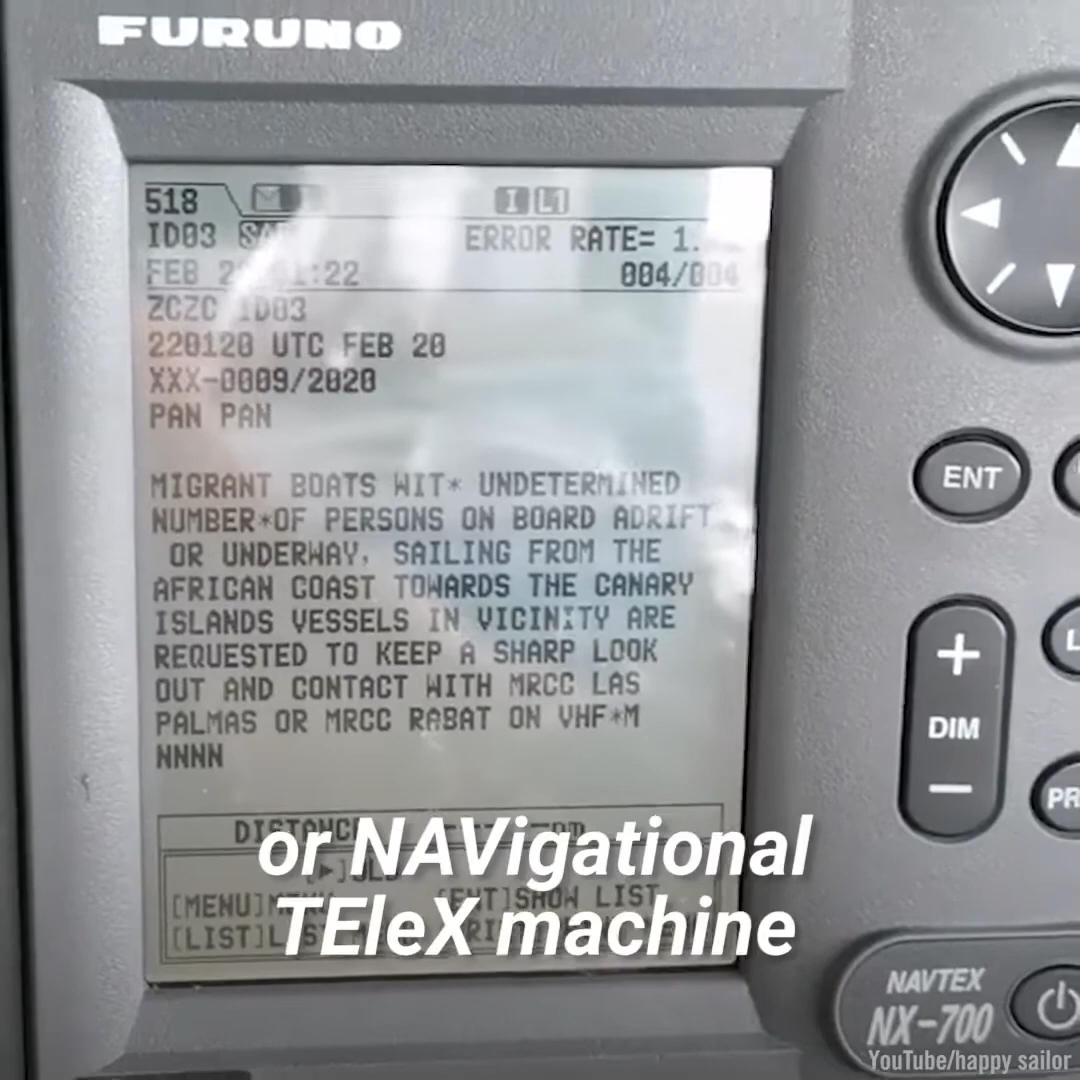 FURUNO
518 I L1
ID03 SAR ERROR RATE= 1.
FEB 1:22 004/004
ZCZC ID03
220120 UTC FEB 20
XXX-0009/2020
PAN PAN
MIGRANT BOATS WIT* UNDETERMINED
NUMBER*OF PERSONS ON BOARD ADRIFT
OR UNDERWAY, SAILING FROM THE
AFRICAN COAST TOWARDS THE CANARY
ISLANDS VESSELS IN VICINITY ARE
REQUESTED TO KEEP A SHARP LOOK
OUT AND CONTACT WITH MRCC LAS
PALMAS OR MRCC RABAT ON VHF*M
NNNN
or NAVigational
TEleX machine
[MENU] [ENT]SHOW LIST
[LIST]
ENT
+
DIM
-
PR
NAVTEX
NX-700
YouTube/happy sailor